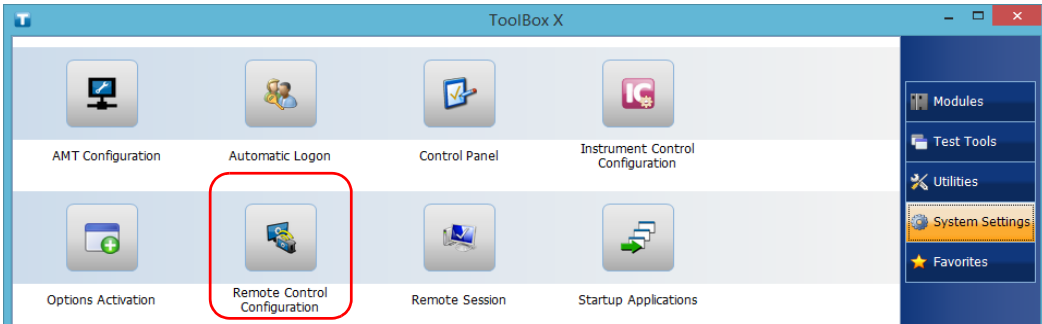 T ToolBox X
AMT Configuration
Automatic Logon
Control Panel
IC
Instrument Control
Configuration
Options Activation
Remote Control
Configuration
Remote Session
Startup Applications
Modules
Test Tools
Utilities
System Settings
Favorites